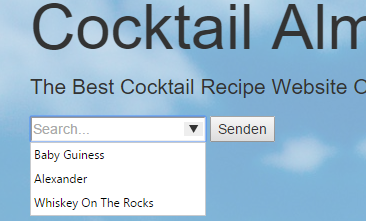 Cocktail Alm
The Best Cocktail Recipe Website O
Search... Senden
Baby Guiness
Alexander
Whiskey On The Rocks